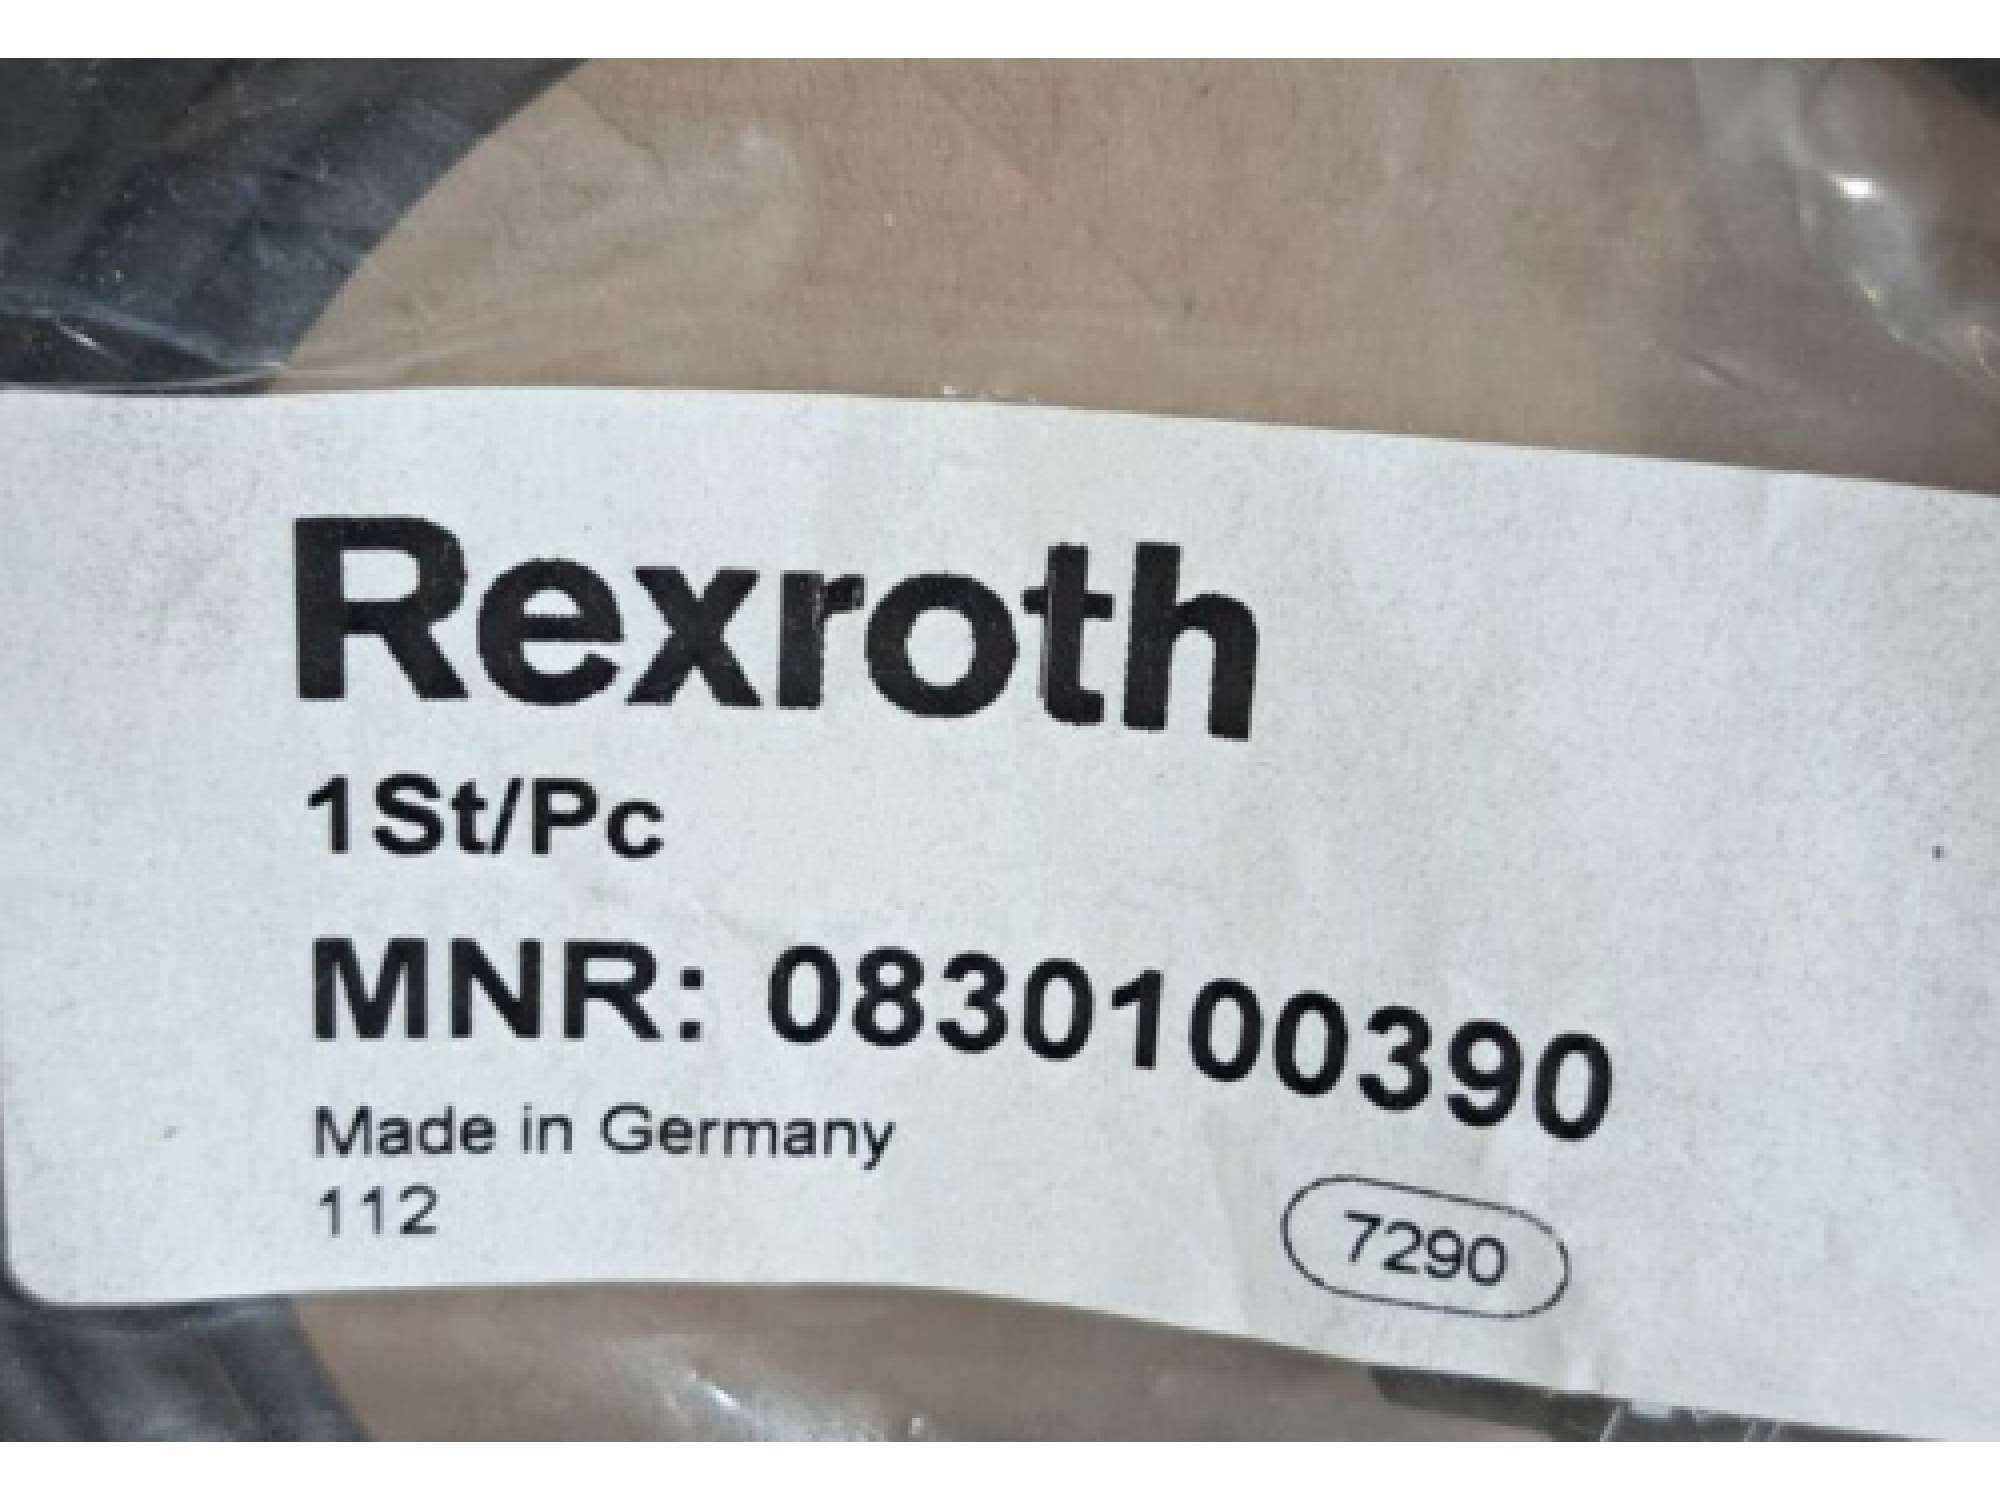 Rexroth
1St/Pc
MNR: 0830100390
Made in Germany
112
7290